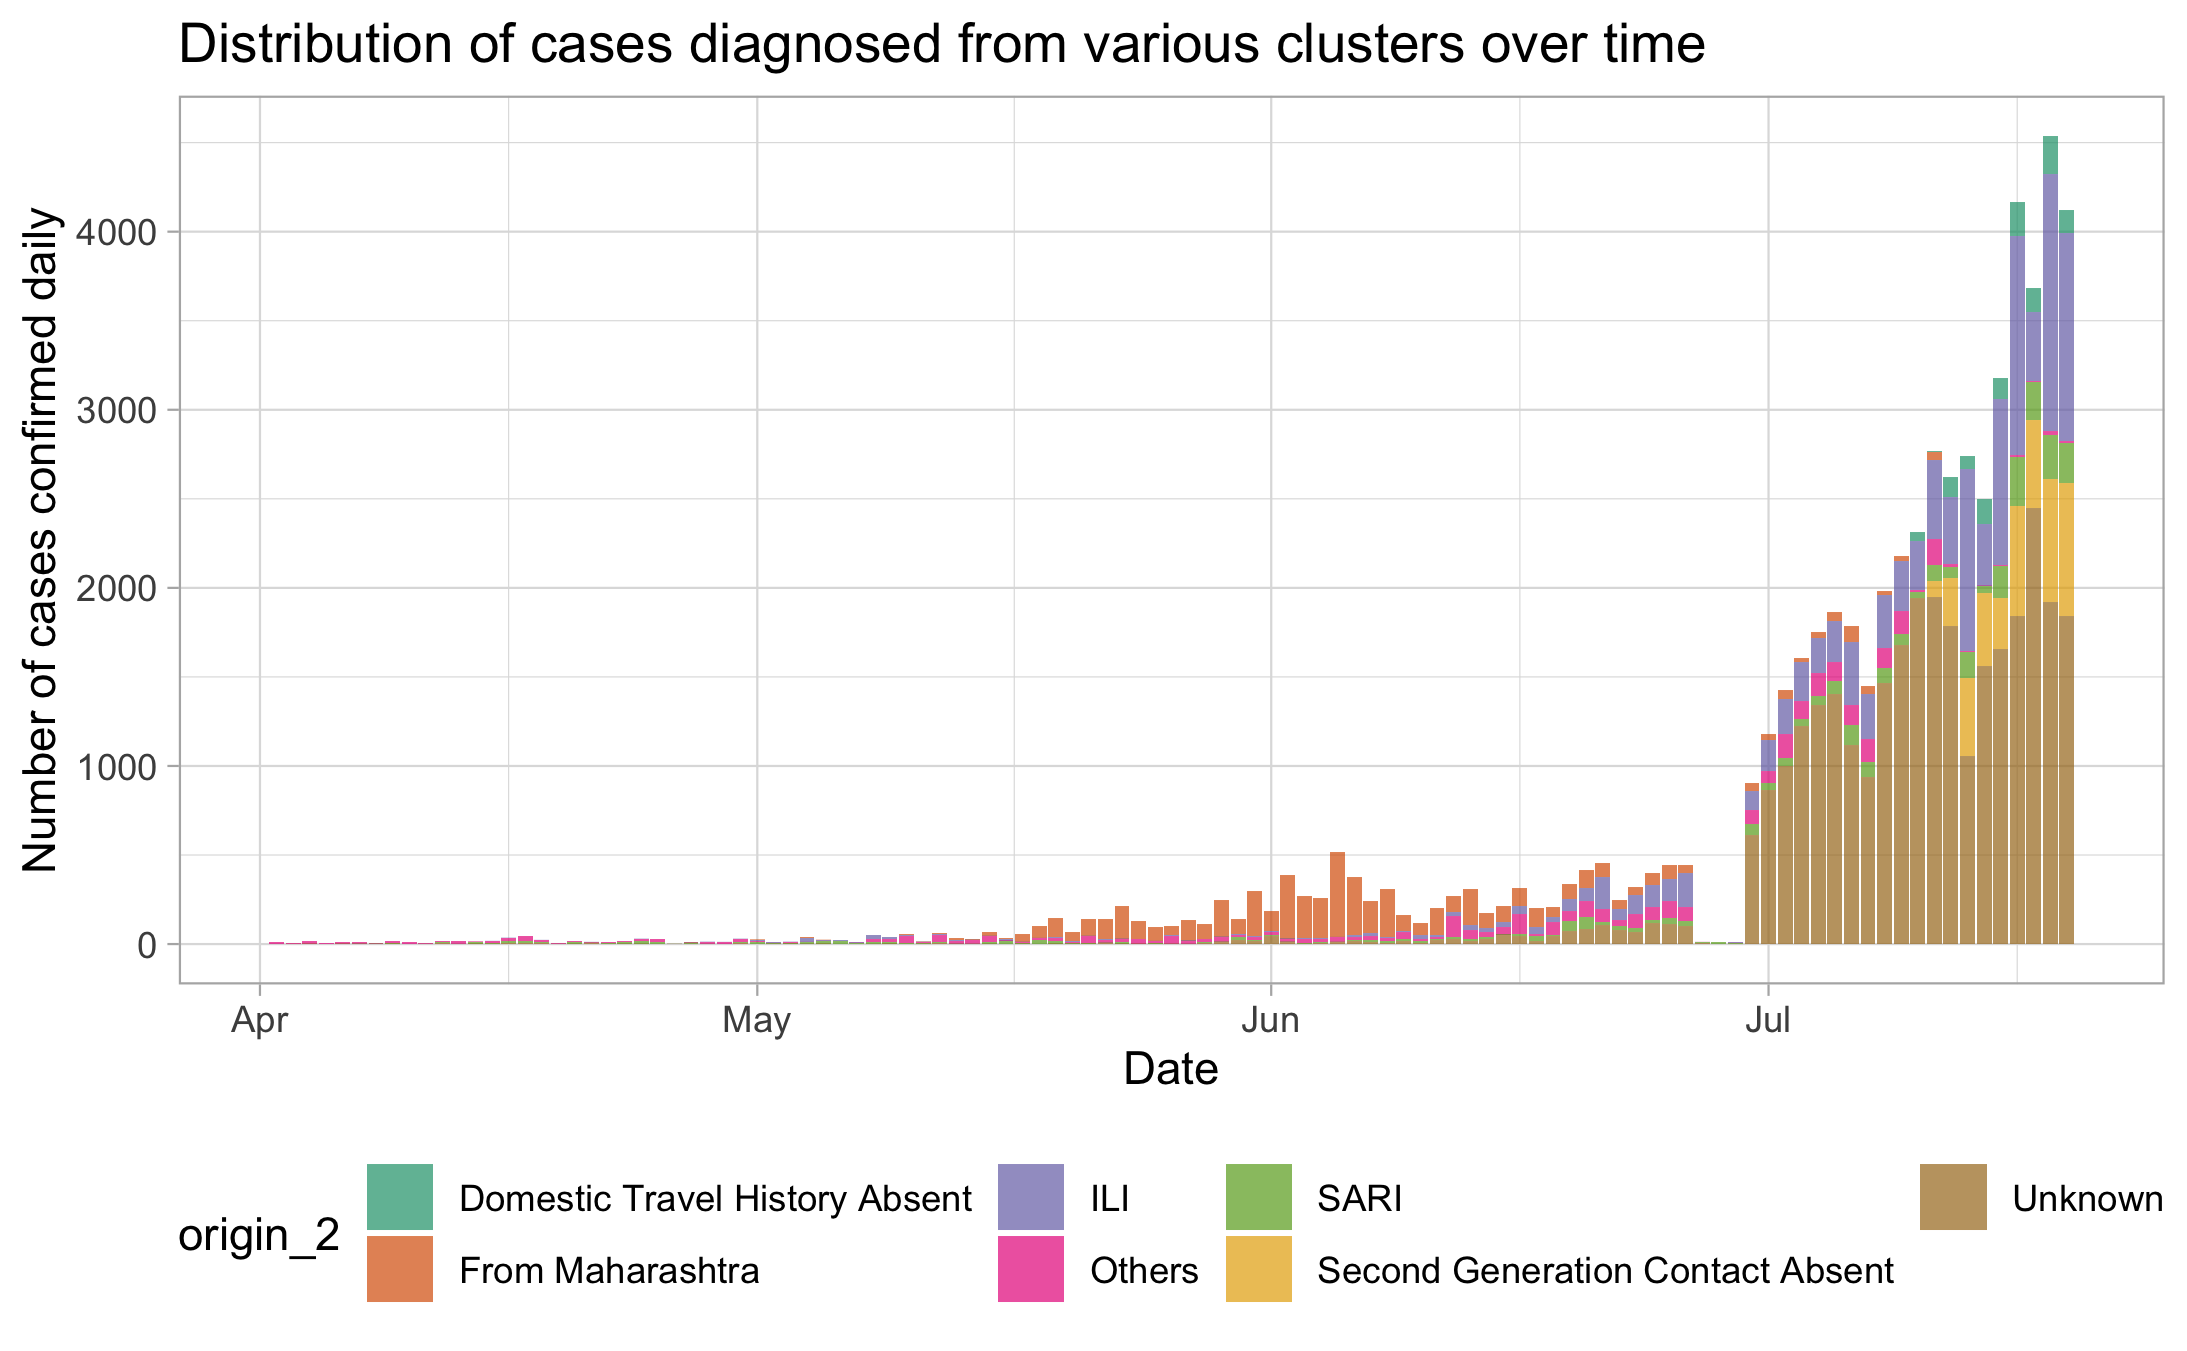 Distribution of cases diagnosed from various clusters over time
Number of cases confirmed daily
4000
3000
2000
1000
0
Apr May Jun Jul
Date
origin_2
Domestic Travel History Absent ILI SARI Unknown
From Maharashtra Others Second Generation Contact Absent